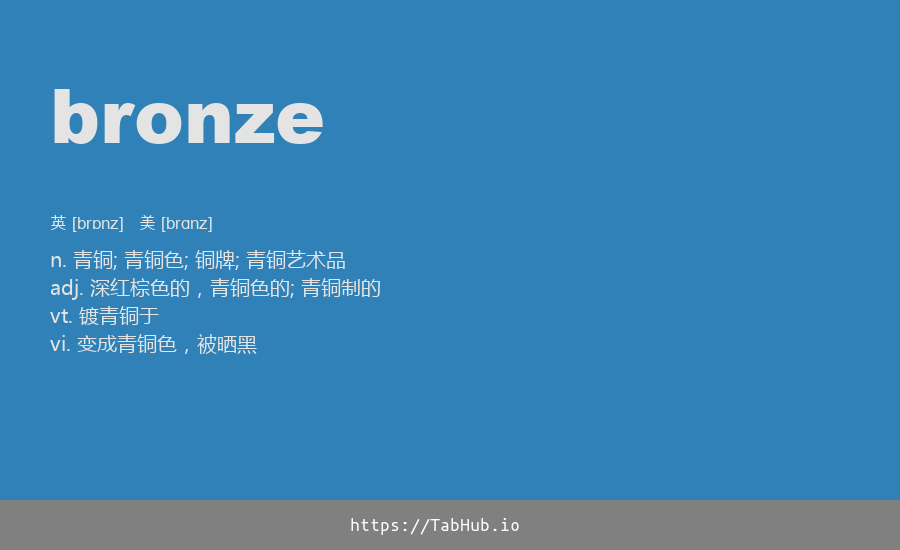 bronze
英 [brɒnz]   美 [brɑnz]
n. 青铜; 青铜色; 铜牌; 青铜艺术品
adj. 深红棕色的，青铜色的; 青铜制的
vt. 镀青铜于
vi. 变成青铜色，被晒黑
https://TabHub.io